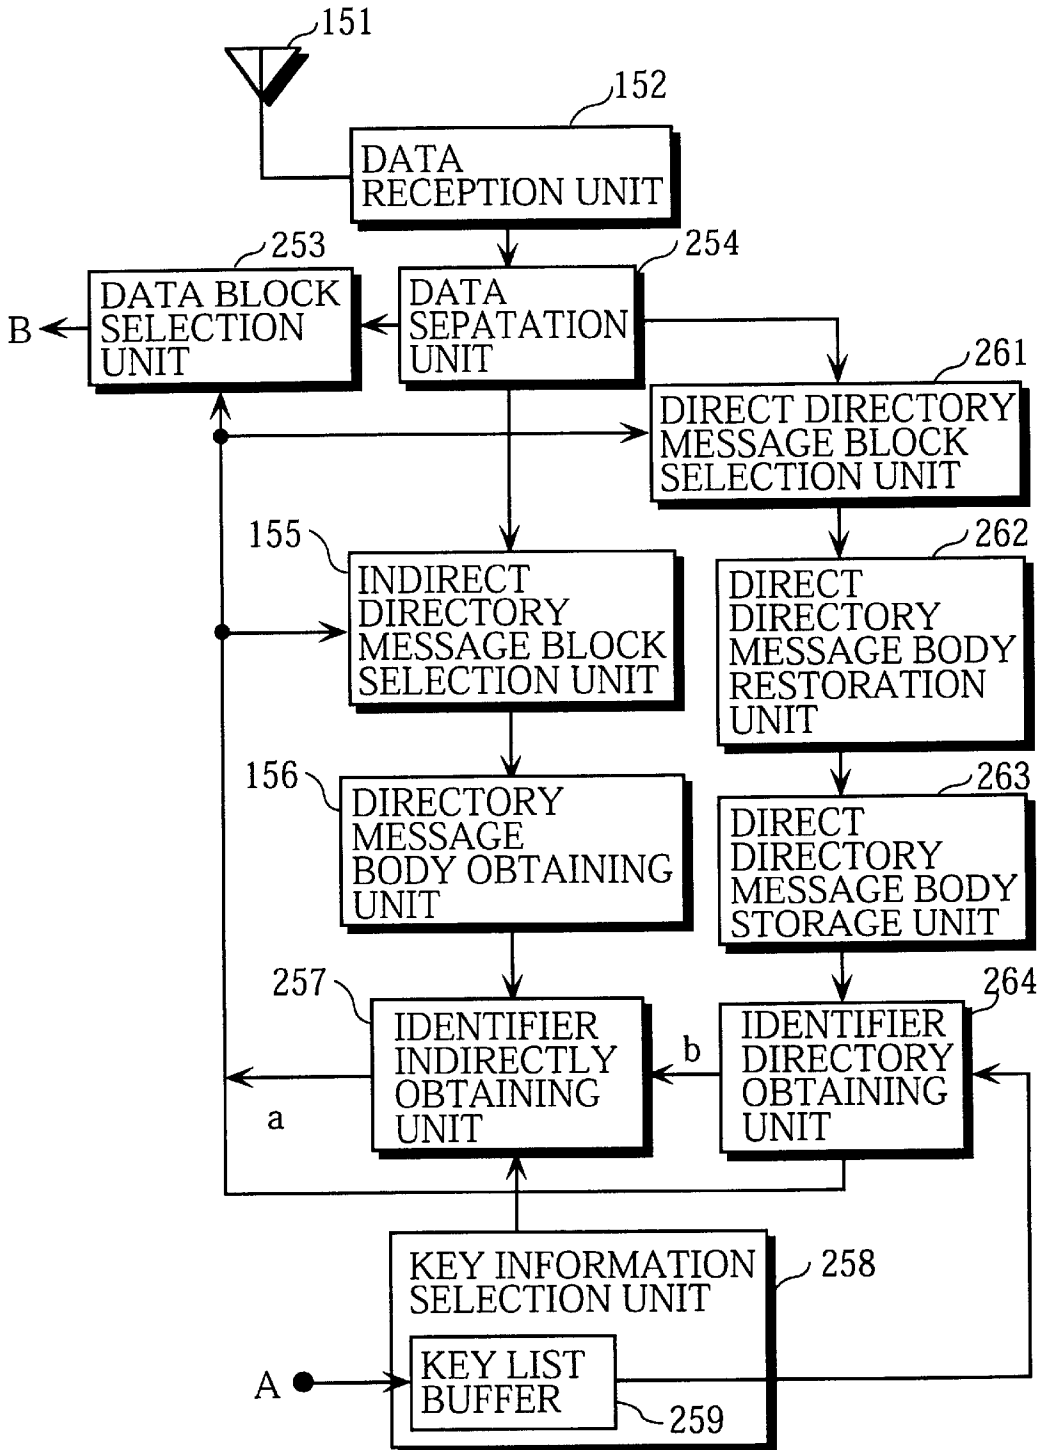 151
152
DATA
RECEPTION UNIT
253
254
DATA BLOCK
SELECTION
UNIT
DATA
SEPATATION
UNIT
B
261
DIRECT DIRECTORY
MESSAGE BLOCK
SELECTION UNIT
155
262
INDIRECT
DIRECTORY
MESSAGE BLOCK
SELECTION UNIT
DIRECT
DIRECTORY
MESSAGE BODY
RESTORATION
UNIT
156
263
DIRECTORY
MESSAGE
BODY OBTAINING
UNIT
DIRECT
DIRECTORY
MESSAGE BODY
STORAGE UNIT
257
264
IDENTIFIER
INDIRECTLY
OBTAINING
UNIT
b
IDENTIFIER
DIRECTORY
OBTAINING
UNIT
a
KEY INFORMATION
SELECTION UNIT
258
A
KEY LIST
BUFFER
259